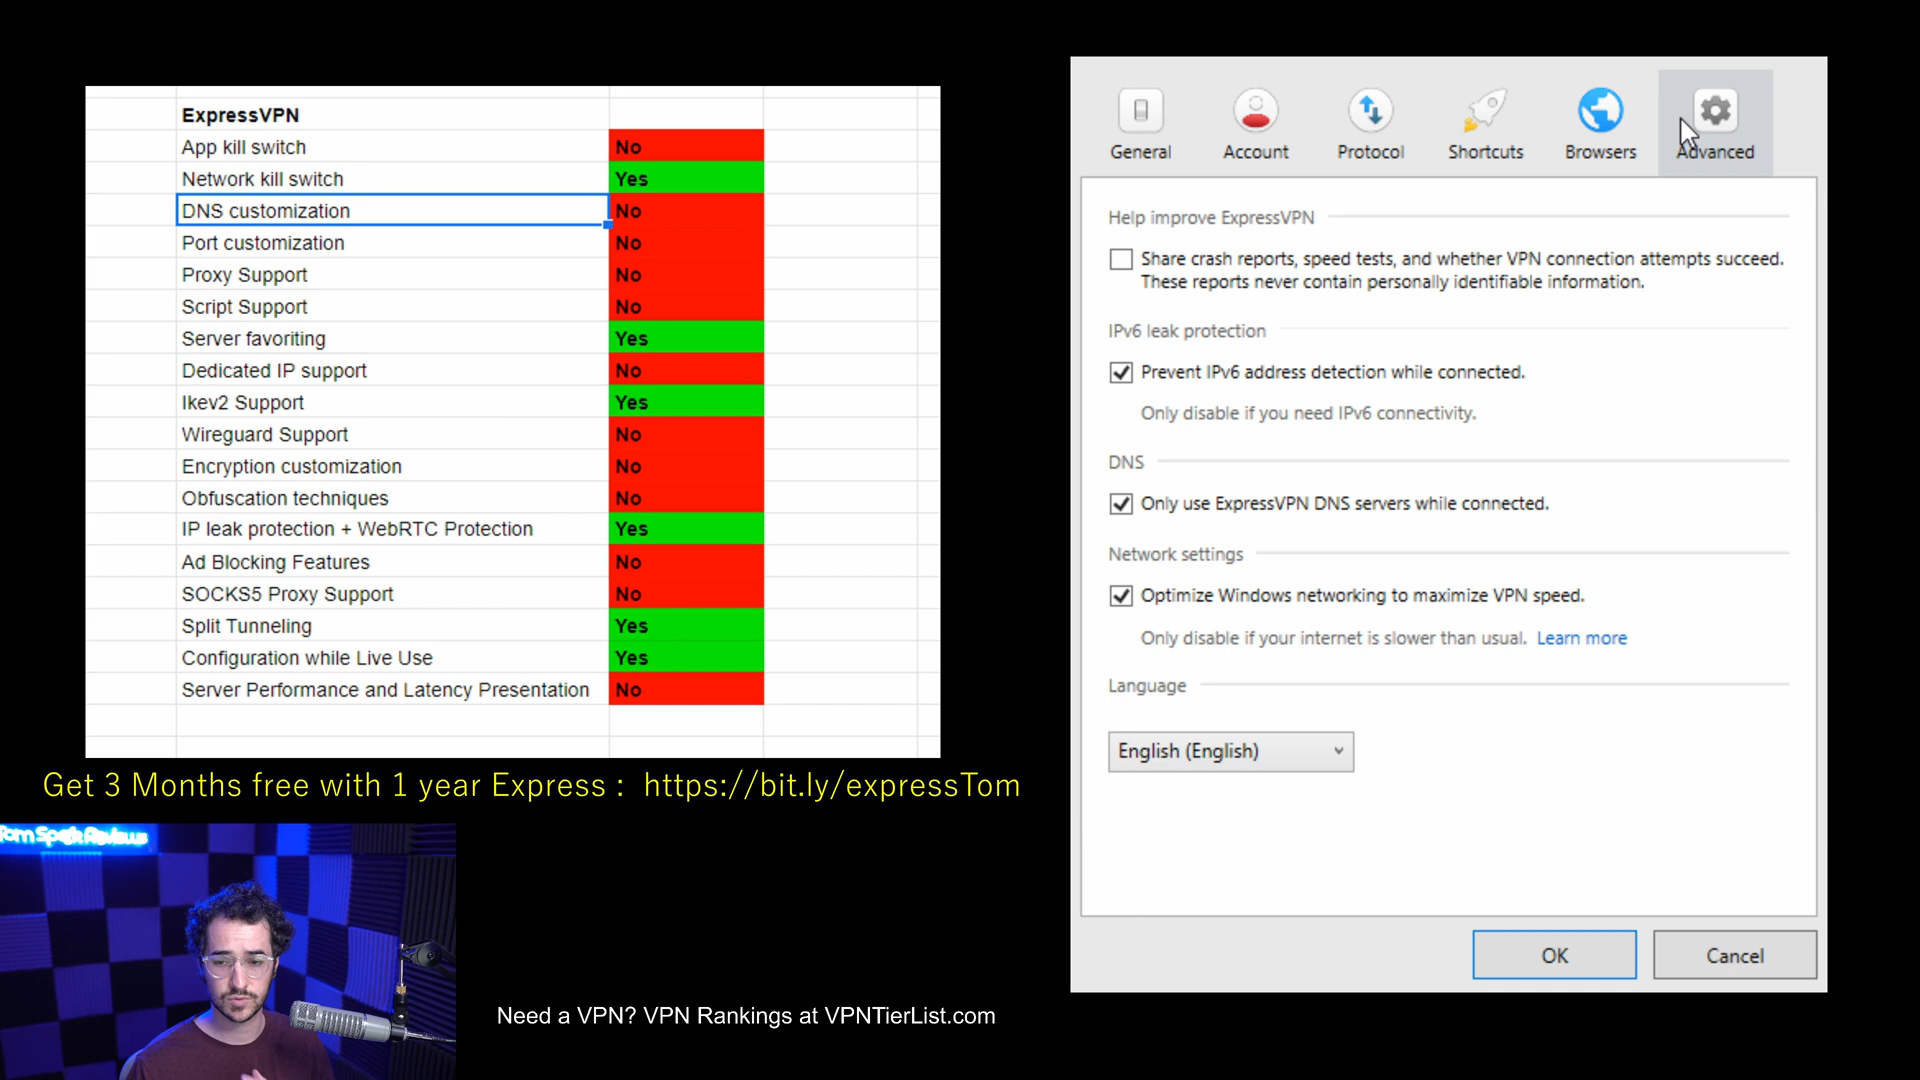 ExpressVPN
App kill switch No
Network kill switch Yes
DNS customization No
Port customization No
Proxy Support No
Script Support No
Server favoriting Yes
Dedicated IP support No
Ikev2 Support Yes
Wireguard Support No
Encryption customization No
Obfuscation techniques No
IP leak protection + WebRTC Protection Yes
Ad Blocking Features No
SOCKS5 Proxy Support No
Split Tunneling Yes
Configuration while Live Use Yes
Server Performance and Latency Presentation No
Get 3 Months free with 1 year Express : https://bit.ly/expressTom
Tom Spark Reviews
Need a VPN? VPN Rankings at VPNTierList.com
General Account Protocol Shortcuts Browsers Advanced
Help improve ExpressVPN
Share crash reports, speed tests, and whether VPN connection attempts succeed.
These reports never contain personally identifiable information.
IPv6 leak protection
Prevent IPv6 address detection while connected.
Only disable if you need IPv6 connectivity.
DNS
Only use ExpressVPN DNS servers while connected.
Network settings
Optimize Windows networking to maximize VPN speed.
Only disable if your internet is slower than usual. Learn more
Language
English (English)
OK Cancel